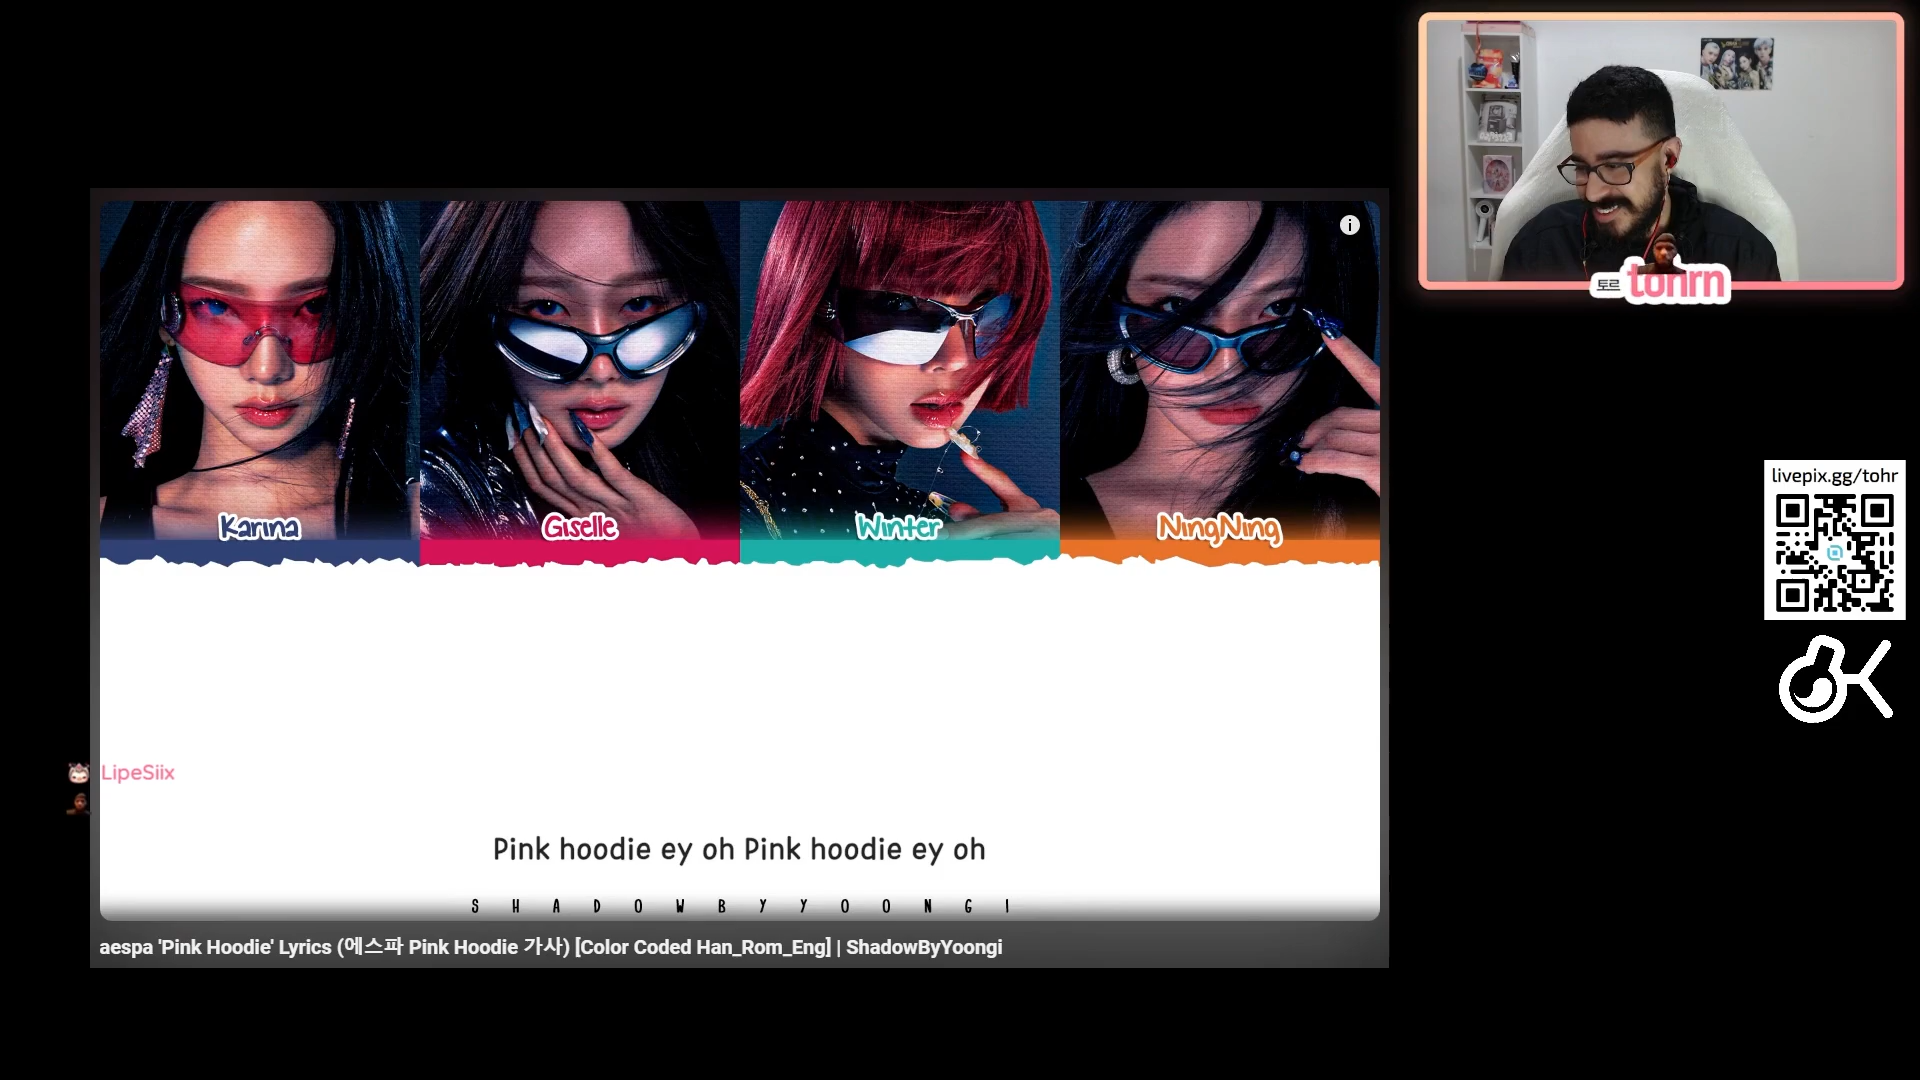 Karina
Giselle
Winter
NingNing
LipeSiix
Pink hoodie ey oh Pink hoodie ey oh
SHADOWBYYOONGI
aespa 'Pink Hoodie' Lyrics (에스파 Pink Hoodie 가사) [Color Coded Han_Rom_Eng] | ShadowByYoongi
토르 tohrn
livepix.gg/tohr